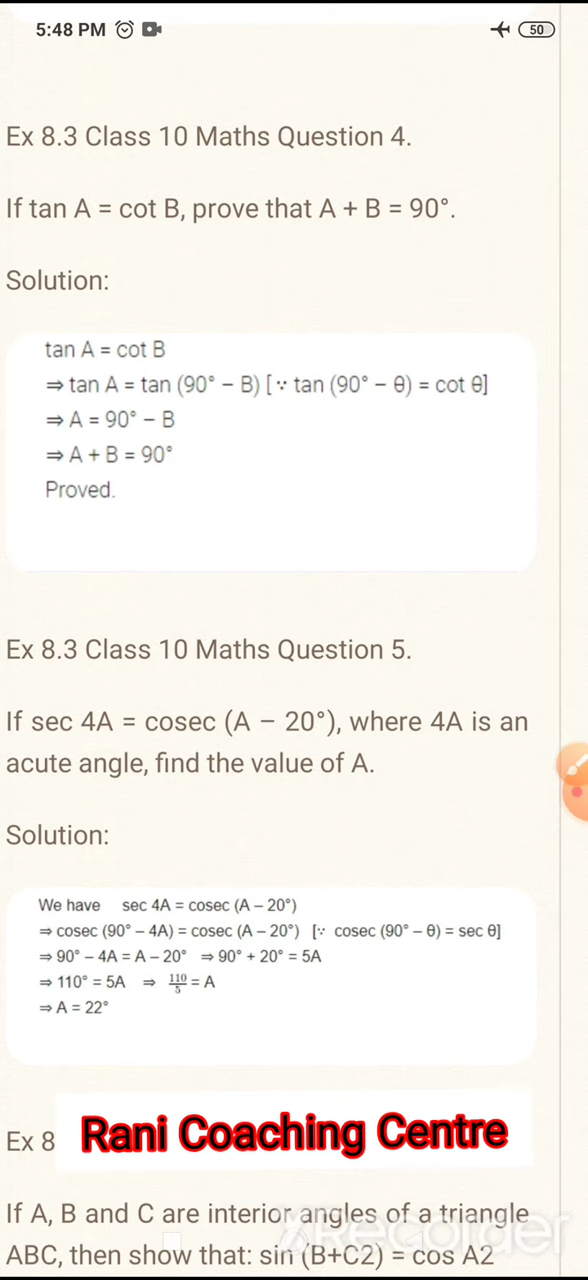 5:48 PM
50
Ex 8.3 Class 10 Maths Question 4.
If tan A = cot B, prove that A + B = 90°.
Solution:
tan A = cot B
⇒ tan A = tan (90° − B) [∵ tan (90° − θ) = cot θ]
⇒ A = 90° − B
⇒ A + B = 90°
Proved.
Ex 8.3 Class 10 Maths Question 5.
If sec 4A = cosec (A − 20°), where 4A is an
acute angle, find the value of A.
Solution:
We have sec 4A = cosec (A – 20°)
⇒ cosec (90° – 4A) = cosec (A – 20°) [∵ cosec (90° – θ) = sec θ]
⇒ 90° – 4A = A – 20° ⇒ 90° + 20° = 5A
⇒ 110° = 5A ⇒ 110/5 = A
⇒ A = 22°
Ex 8
Rani Coaching Centre
If A, B and C are interior angles of a triangle
ABC, then show that: sin (B+C2) = cos A2
Recorder